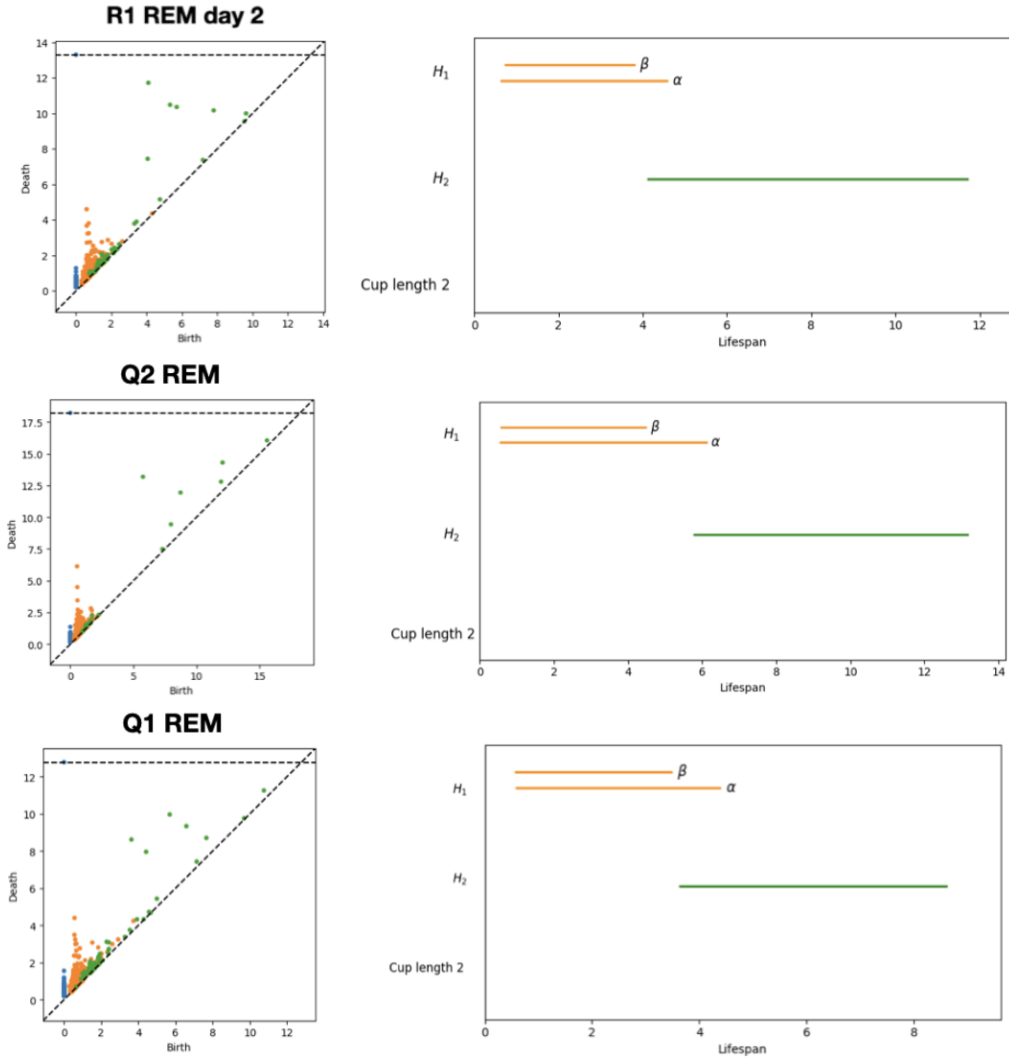 R1 REM day 2
14
12
10
8
6
4
2
0
Death
0 2 4 6 8 10 12 14
Birth
H₁
β
α
H₂
Cup length 2
0 2 4 6 8 10 12
Lifespan
Q2 REM
17.5
15.0
12.5
10.0
7.5
5.0
2.5
0.0
Death
0 5 10 15
Birth
H₁
β
α
H₂
Cup length 2
0 2 4 6 8 10 12 14
Lifespan
Q1 REM
12
10
8
6
4
2
0
Death
0 2 4 6 8 10 12
Birth
H₁
β
α
H₂
Cup length 2
0 2 4 6 8
Lifespan